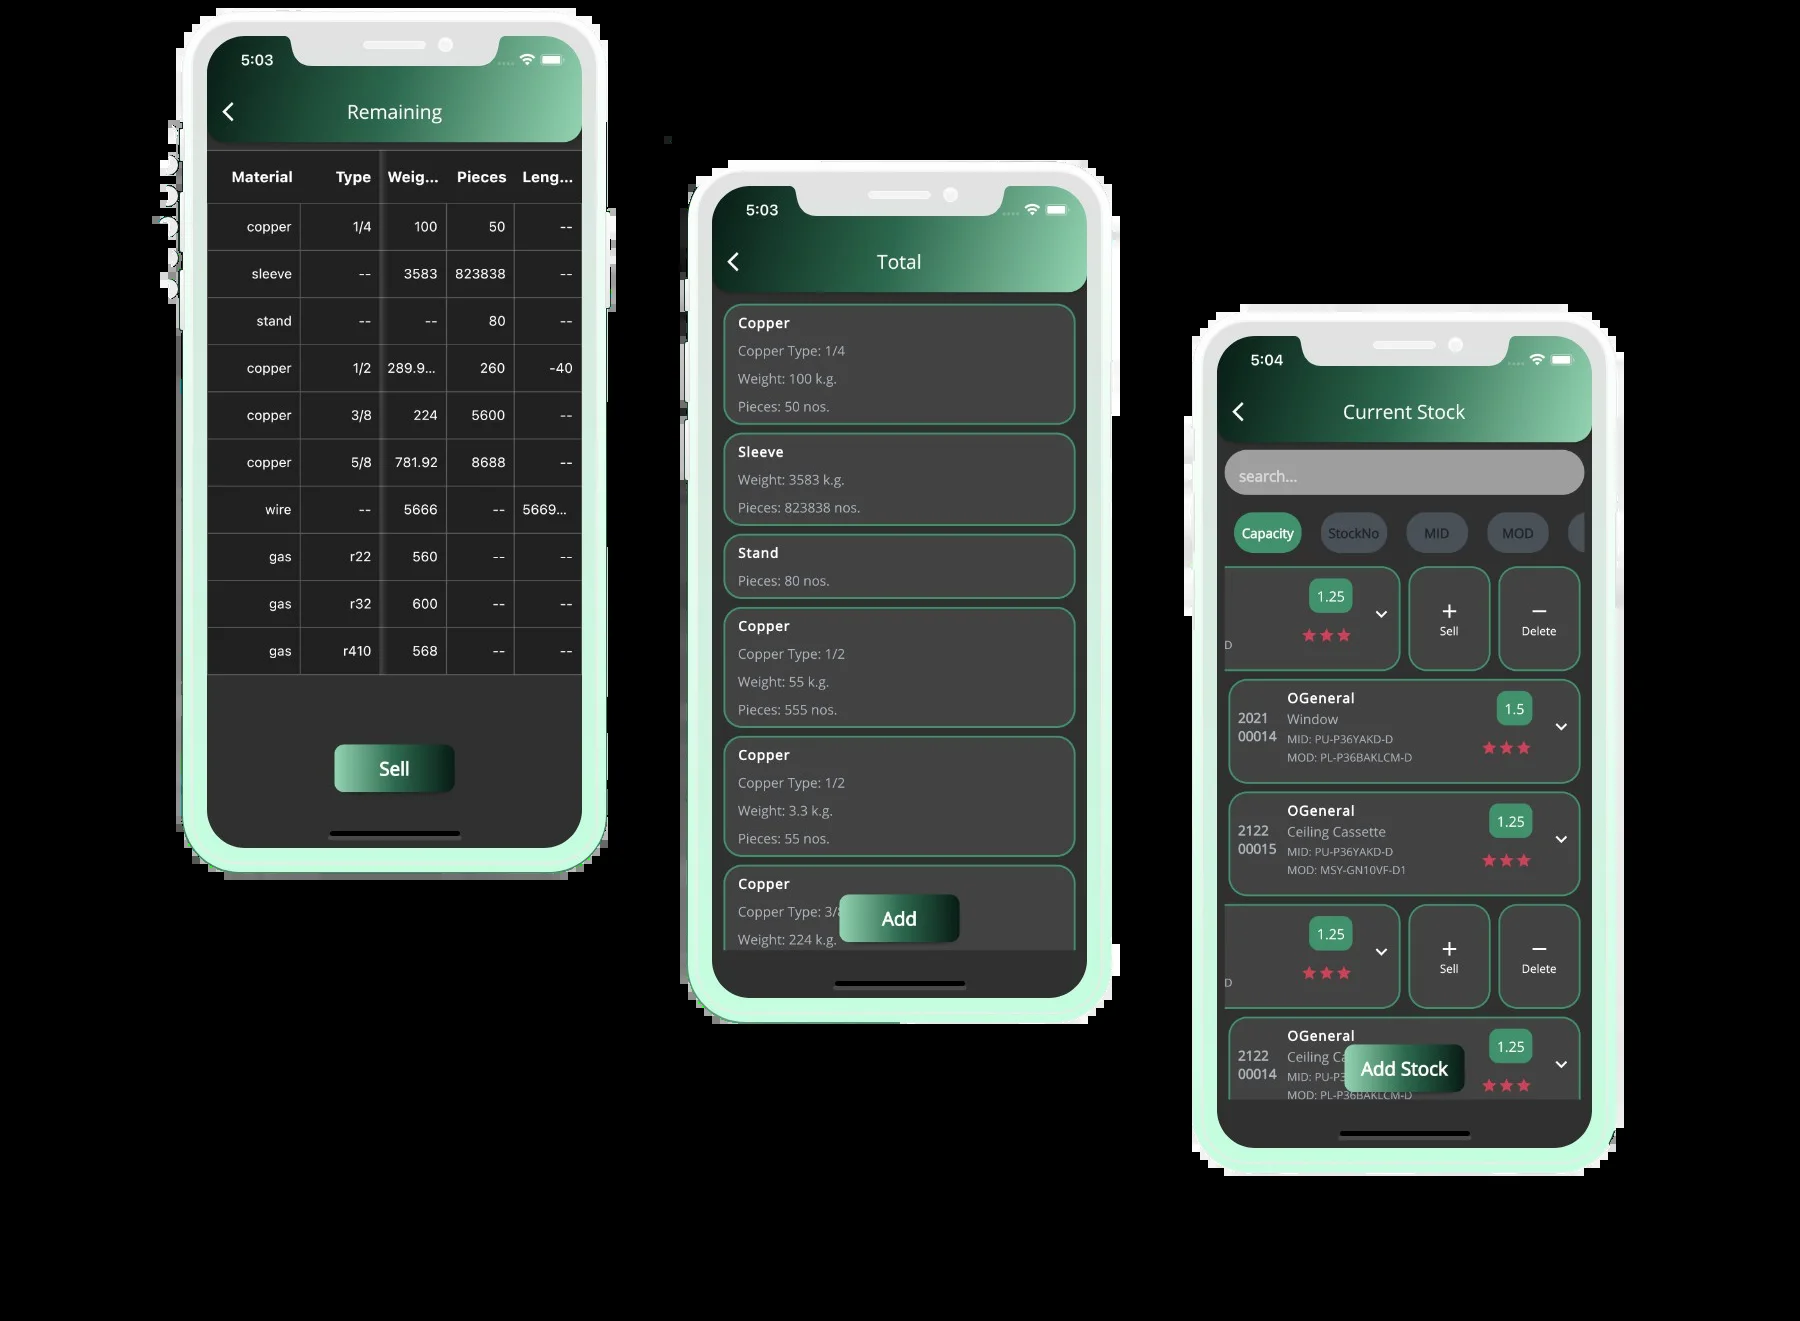 5:03
Remaining
Material Type Weig... Pieces Leng...
copper 1/4 100 50 --
sleeve -- 3583 823838 --
stand -- -- 80 --
copper 1/2 289.9... 260 -40
copper 3/8 224 5600 --
copper 5/8 781.92 8688 --
wire -- 5666 -- 5669...
gas r22 560 -- --
gas r32 600 -- --
gas r410 568 -- --
Sell
5:03
Total
Copper
Copper Type: 1/4
Weight: 100 k.g.
Pieces: 50 nos.
Sleeve
Weight: 3583 k.g.
Pieces: 823838 nos.
Stand
Pieces: 80 nos.
Copper
Copper Type: 1/2
Weight: 55 k.g.
Pieces: 555 nos.
Copper
Copper Type: 1/2
Weight: 3.3 k.g.
Pieces: 55 nos.
Copper
Copper Type: 3/8
Weight: 224 k.g.
Add
5:04
Current Stock
search...
Capacity StockNo MID MOD
1.25
D
Sell
Delete
OGeneral
2021
00014
Window
MID: PU-P36YAKD-D
MOD: PL-P36BAKLCM-D
1.5
OGeneral
2122
00015
Ceiling Cassette
MID: PU-P36YAKD-D
MOD: MSY-GN10VF-D1
1.25
1.25
D
Sell
Delete
OGeneral
2122
00014
Ceiling Ca
MID: PU-P3
MOD: PL-P36BAKLCM-D
1.25
Add Stock